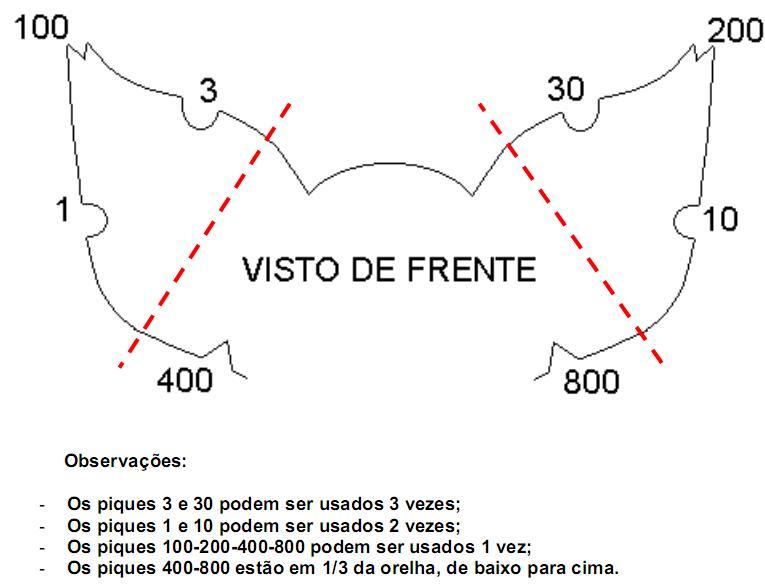 100
200
3
30
1
10
VISTO DE FRENTE
400
800
Observações:
- Os piques 3 e 30 podem ser usados 3 vezes;
- Os piques 1 e 10 podem ser usados 2 vezes;
- Os piques 100-200-400-800 podem ser usados 1 vez;
- Os piques 400-800 estão em 1/3 da orelha, de baixo para cima.